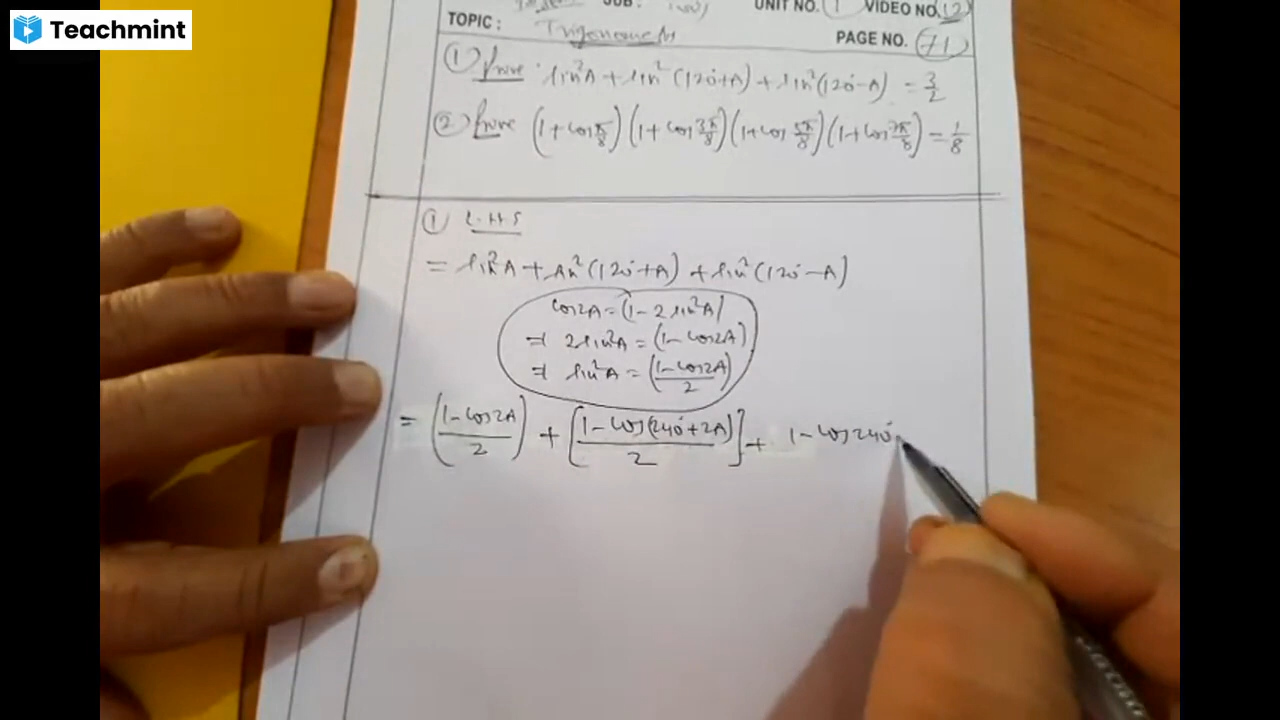 Teachmint
SUB: UNIT NO. 1 VIDEO NO. 12
TOPIC: Trigonometry PAGE NO. 71
① Prove sin²A + sin²(120°+A) + sin²(120°-A) = 3/2
② Prove (1+cos π/8)(1+cos 3π/8)(1+cos 5π/8)(1+cos 7π/8) = 1/8
① L.H.S
= sin²A + sin²(120°+A) + sin²(120°-A)
cos2A = (1-2sin²A)
⇒ 2sin²A = (1-cos2A)
⇒ sin²A = ((1-cos2A)/2)
= ((1-cos2A)/2) + [(1-cos(240°+2A))/2] + 1-cos240°